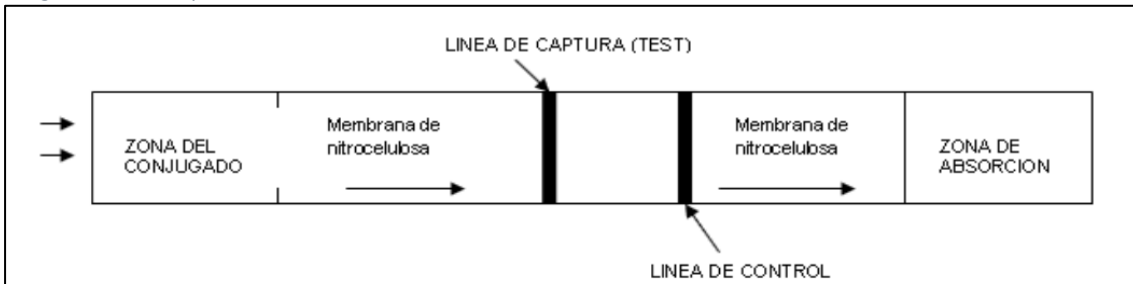 LINEA DE CAPTURA (TEST)
ZONA DEL
CONJUGADO
Membrana de
nitrocelulosa
Membrana de
nitrocelulosa
ZONA DE
ABSORCION
LINEA DE CONTROL